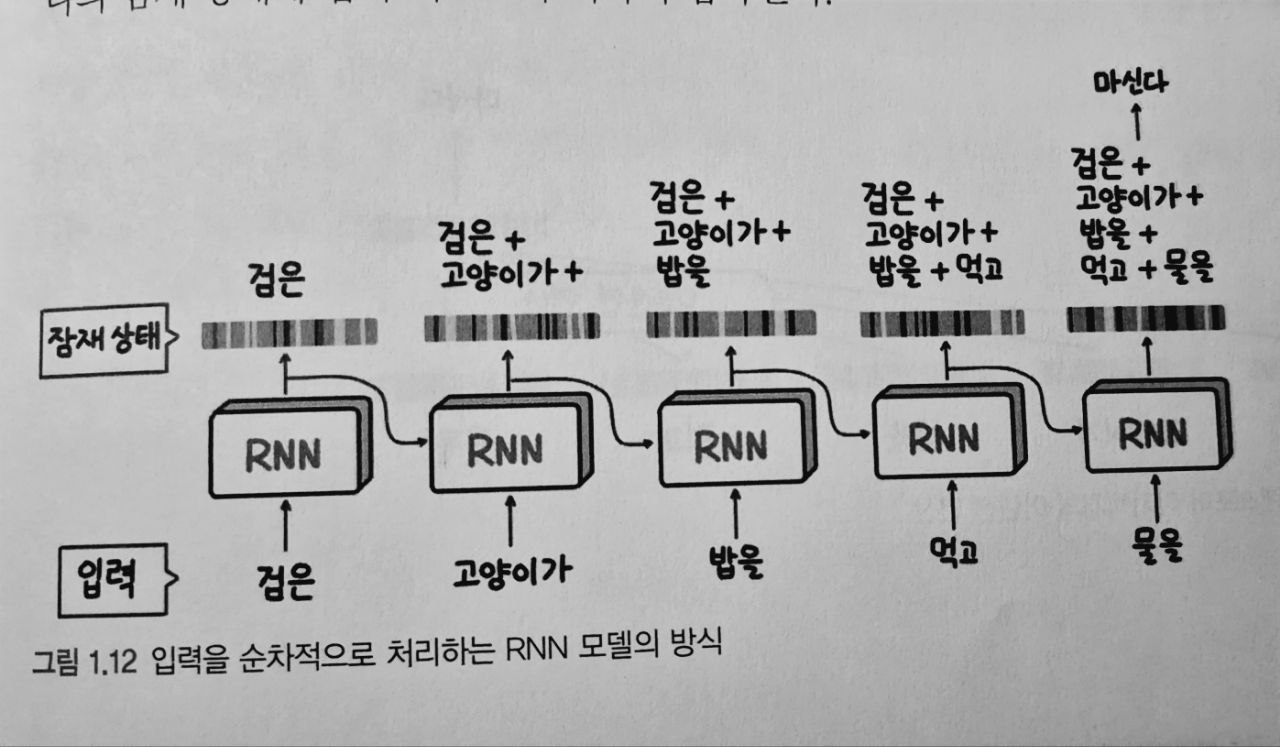 검은
검은 +
고양이가 +
검은 +
고양이가 +
밥을
검은 +
고양이가 +
밥을 + 먹고
마신다
검은 +
고양이가 +
밥을 +
먹고 + 물을
잠재 상태
RNN
RNN
RNN
RNN
RNN
입력
검은
고양이가
밥을
먹고
물을
그림 1.12 입력을 순차적으로 처리하는 RNN 모델의 방식